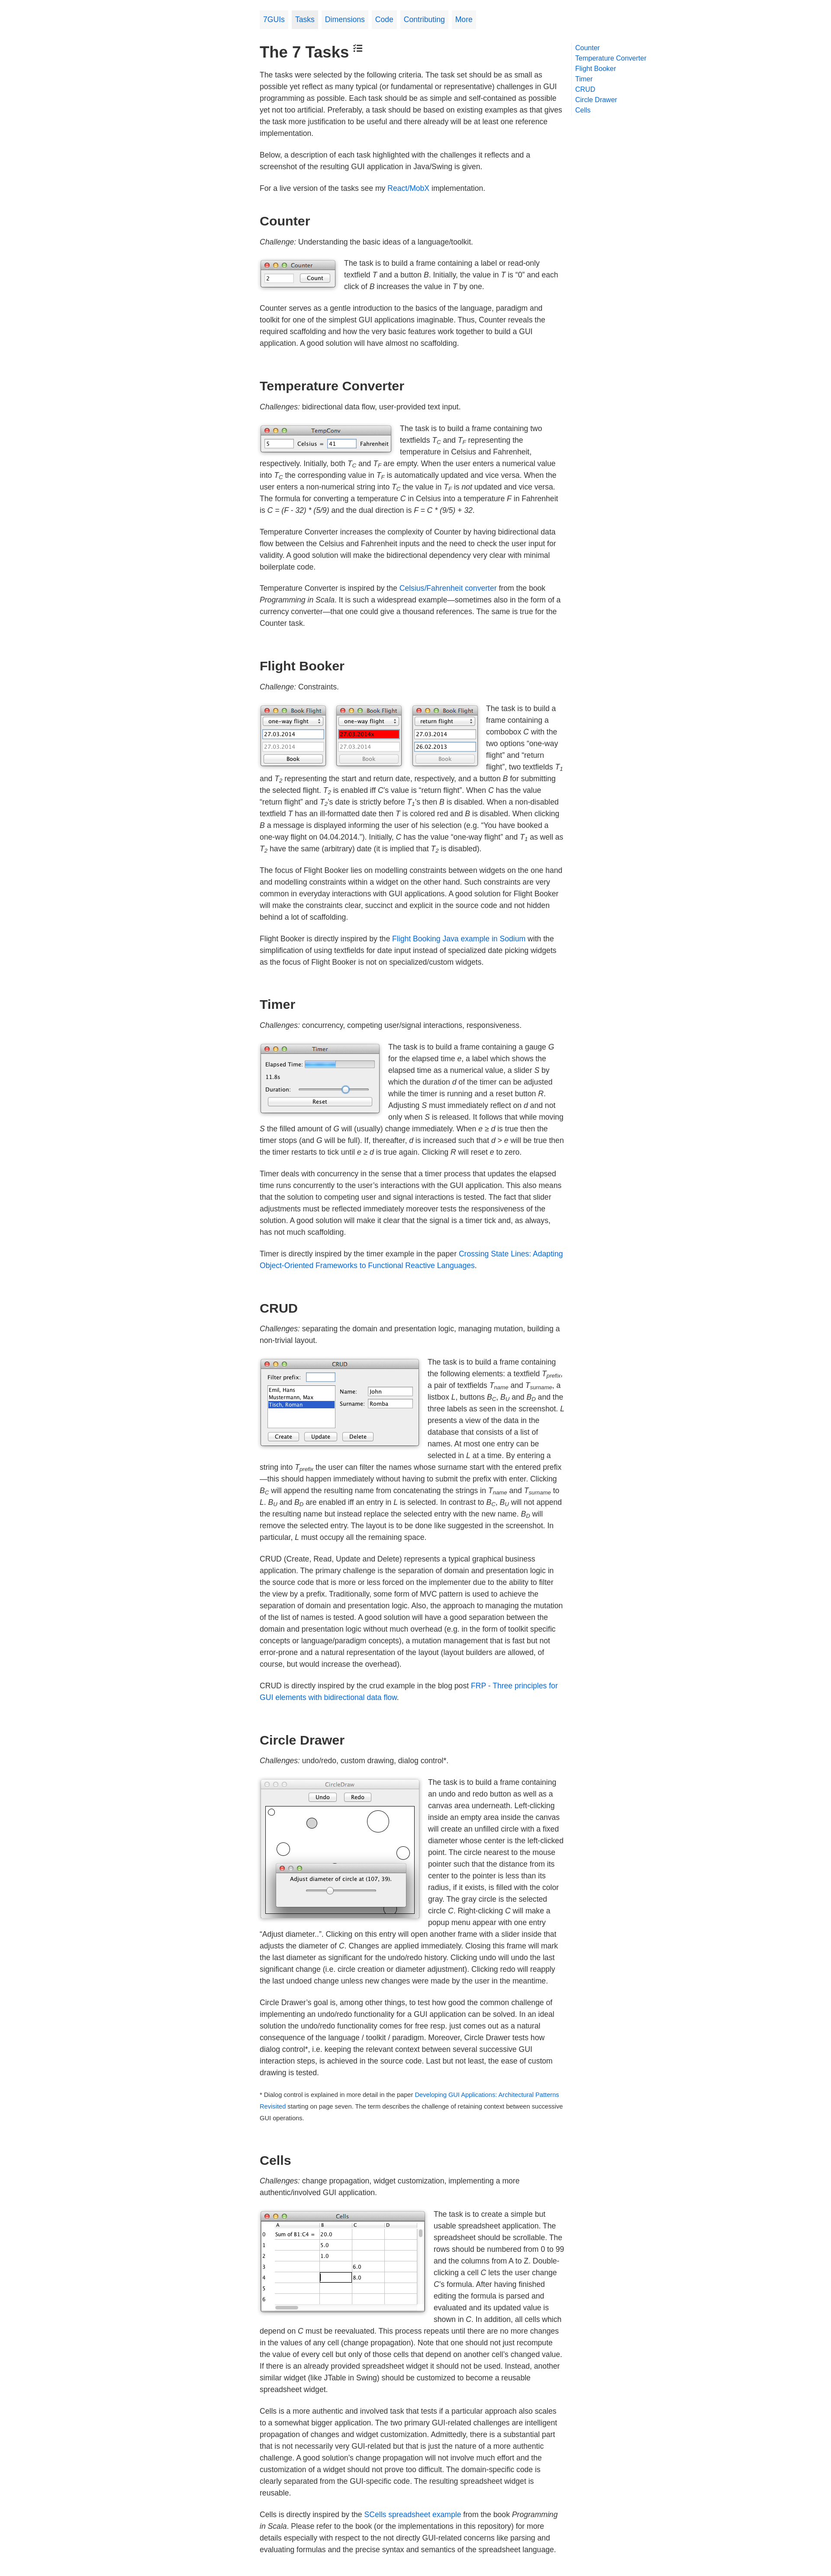 7GUIs Tasks Dimensions Code Contributing More
The 7 Tasks
Counter
Temperature Converter
Flight Booker
Timer
CRUD
Circle Drawer
Cells
The tasks were selected by the following criteria. The task set should be as small as
possible yet reflect as many typical (or fundamental or representative) challenges in GUI
programming as possible. Each task should be as simple and self-contained as possible
yet not too artificial. Preferably, a task should be based on existing examples as that gives
the task more justification to be useful and there already will be at least one reference
implementation.
Below, a description of each task highlighted with the challenges it reflects and a
screenshot of the resulting GUI application in Java/Swing is given.
For a live version of the tasks see my React/MobX implementation.
Counter
Challenge: Understanding the basic ideas of a language/toolkit.
Counter
2 Count
The task is to build a frame containing a label or read-only
textfield T and a button B. Initially, the value in T is “0” and each
click of B increases the value in T by one.
Counter serves as a gentle introduction to the basics of the language, paradigm and
toolkit for one of the simplest GUI applications imaginable. Thus, Counter reveals the
required scaffolding and how the very basic features work together to build a GUI
application. A good solution will have almost no scaffolding.
Temperature Converter
Challenges: bidirectional data flow, user-provided text input.
TempConv
5 Celsius = 41 Fahrenheit
The task is to build a frame containing two
textfields TC and TF representing the
temperature in Celsius and Fahrenheit,
respectively. Initially, both TC and TF are empty. When the user enters a numerical value
into TC the corresponding value in TF is automatically updated and vice versa. When the
user enters a non-numerical string into TC the value in TF is not updated and vice versa.
The formula for converting a temperature C in Celsius into a temperature F in Fahrenheit
is C = (F - 32) * (5/9) and the dual direction is F = C * (9/5) + 32.
Temperature Converter increases the complexity of Counter by having bidirectional data
flow between the Celsius and Fahrenheit inputs and the need to check the user input for
validity. A good solution will make the bidirectional dependency very clear with minimal
boilerplate code.
Temperature Converter is inspired by the Celsius/Fahrenheit converter from the book
Programming in Scala. It is such a widespread example—sometimes also in the form of a
currency converter—that one could give a thousand references. The same is true for the
Counter task.
Flight Booker
Challenge: Constraints.
Book Flight Book Flight Book Flight
one-way flight one-way flight return flight
27.03.2014 27.03.2014x 27.03.2014
27.03.2014 27.03.2014 26.02.2013
Book Book Book
The task is to build a
frame containing a
combobox C with the
two options “one-way
flight” and “return
flight”, two textfields T1
and T2 representing the start and return date, respectively, and a button B for submitting
the selected flight. T2 is enabled iff C’s value is “return flight”. When C has the value
“return flight” and T2’s date is strictly before T1’s then B is disabled. When a non-disabled
textfield T has an ill-formatted date then T is colored red and B is disabled. When clicking
B a message is displayed informing the user of his selection (e.g. “You have booked a
one-way flight on 04.04.2014.”). Initially, C has the value “one-way flight” and T1 as well as
T2 have the same (arbitrary) date (it is implied that T2 is disabled).
The focus of Flight Booker lies on modelling constraints between widgets on the one hand
and modelling constraints within a widget on the other hand. Such constraints are very
common in everyday interactions with GUI applications. A good solution for Flight Booker
will make the constraints clear, succinct and explicit in the source code and not hidden
behind a lot of scaffolding.
Flight Booker is directly inspired by the Flight Booking Java example in Sodium with the
simplification of using textfields for date input instead of specialized date picking widgets
as the focus of Flight Booker is not on specialized/custom widgets.
Timer
Challenges: concurrency, competing user/signal interactions, responsiveness.
Timer
Elapsed Time:
11.8s
Duration:
Reset
The task is to build a frame containing a gauge G
for the elapsed time e, a label which shows the
elapsed time as a numerical value, a slider S by
which the duration d of the timer can be adjusted
while the timer is running and a reset button R.
Adjusting S must immediately reflect on d and not
only when S is released. It follows that while moving
S the filled amount of G will (usually) change immediately. When e ≥ d is true then the
timer stops (and G will be full). If, thereafter, d is increased such that d > e will be true then
the timer restarts to tick until e ≥ d is true again. Clicking R will reset e to zero.
Timer deals with concurrency in the sense that a timer process that updates the elapsed
time runs concurrently to the user’s interactions with the GUI application. This also means
that the solution to competing user and signal interactions is tested. The fact that slider
adjustments must be reflected immediately moreover tests the responsiveness of the
solution. A good solution will make it clear that the signal is a timer tick and, as always,
has not much scaffolding.
Timer is directly inspired by the timer example in the paper Crossing State Lines: Adapting
Object-Oriented Frameworks to Functional Reactive Languages.
CRUD
Challenges: separating the domain and presentation logic, managing mutation, building a
non-trivial layout.
CRUD
Filter prefix:
Emil, Hans
Mustermann, Max
Tisch, Roman
Name: John
Surname: Romba
Create Update Delete
The task is to build a frame containing
the following elements: a textfield Tprefix,
a pair of textfields Tname and Tsurname, a
listbox L, buttons BC, BU and BD and the
three labels as seen in the screenshot. L
presents a view of the data in the
database that consists of a list of
names. At most one entry can be
selected in L at a time. By entering a
string into Tprefix the user can filter the names whose surname start with the entered prefix
—this should happen immediately without having to submit the prefix with enter. Clicking
BC will append the resulting name from concatenating the strings in Tname and Tsurname to
L. BU and BD are enabled iff an entry in L is selected. In contrast to BC, BU will not append
the resulting name but instead replace the selected entry with the new name. BD will
remove the selected entry. The layout is to be done like suggested in the screenshot. In
particular, L must occupy all the remaining space.
CRUD (Create, Read, Update and Delete) represents a typical graphical business
application. The primary challenge is the separation of domain and presentation logic in
the source code that is more or less forced on the implementer due to the ability to filter
the view by a prefix. Traditionally, some form of MVC pattern is used to achieve the
separation of domain and presentation logic. Also, the approach to managing the mutation
of the list of names is tested. A good solution will have a good separation between the
domain and presentation logic without much overhead (e.g. in the form of toolkit specific
concepts or language/paradigm concepts), a mutation management that is fast but not
error-prone and a natural representation of the layout (layout builders are allowed, of
course, but would increase the overhead).
CRUD is directly inspired by the crud example in the blog post FRP - Three principles for
GUI elements with bidirectional data flow.
Circle Drawer
Challenges: undo/redo, custom drawing, dialog control*.
CircleDraw
Undo Redo
Adjust diameter of circle at (107, 39).
The task is to build a frame containing
an undo and redo button as well as a
canvas area underneath. Left-clicking
inside an empty area inside the canvas
will create an unfilled circle with a fixed
diameter whose center is the left-clicked
point. The circle nearest to the mouse
pointer such that the distance from its
center to the pointer is less than its
radius, if it exists, is filled with the color
gray. The gray circle is the selected
circle C. Right-clicking C will make a
popup menu appear with one entry
“Adjust diameter..”. Clicking on this entry will open another frame with a slider inside that
adjusts the diameter of C. Changes are applied immediately. Closing this frame will mark
the last diameter as significant for the undo/redo history. Clicking undo will undo the last
significant change (i.e. circle creation or diameter adjustment). Clicking redo will reapply
the last undoed change unless new changes were made by the user in the meantime.
Circle Drawer’s goal is, among other things, to test how good the common challenge of
implementing an undo/redo functionality for a GUI application can be solved. In an ideal
solution the undo/redo functionality comes for free resp. just comes out as a natural
consequence of the language / toolkit / paradigm. Moreover, Circle Drawer tests how
dialog control*, i.e. keeping the relevant context between several successive GUI
interaction steps, is achieved in the source code. Last but not least, the ease of custom
drawing is tested.
* Dialog control is explained in more detail in the paper Developing GUI Applications: Architectural Patterns
Revisited starting on page seven. The term describes the challenge of retaining context between successive
GUI operations.
Cells
Challenges: change propagation, widget customization, implementing a more
authentic/involved GUI application.
Cells
A B C D
0 Sum of B1:C4 = 20.0
1 5.0
2 1.0
3 6.0
4 8.0
5
6
The task is to create a simple but
usable spreadsheet application. The
spreadsheet should be scrollable. The
rows should be numbered from 0 to 99
and the columns from A to Z. Double-
clicking a cell C lets the user change
C’s formula. After having finished
editing the formula is parsed and
evaluated and its updated value is
shown in C. In addition, all cells which
depend on C must be reevaluated. This process repeats until there are no more changes
in the values of any cell (change propagation). Note that one should not just recompute
the value of every cell but only of those cells that depend on another cell’s changed value.
If there is an already provided spreadsheet widget it should not be used. Instead, another
similar widget (like JTable in Swing) should be customized to become a reusable
spreadsheet widget.
Cells is a more authentic and involved task that tests if a particular approach also scales
to a somewhat bigger application. The two primary GUI-related challenges are intelligent
propagation of changes and widget customization. Admittedly, there is a substantial part
that is not necessarily very GUI-related but that is just the nature of a more authentic
challenge. A good solution’s change propagation will not involve much effort and the
customization of a widget should not prove too difficult. The domain-specific code is
clearly separated from the GUI-specific code. The resulting spreadsheet widget is
reusable.
Cells is directly inspired by the SCells spreadsheet example from the book Programming
in Scala. Please refer to the book (or the implementations in this repository) for more
details especially with respect to the not directly GUI-related concerns like parsing and
evaluating formulas and the precise syntax and semantics of the spreadsheet language.